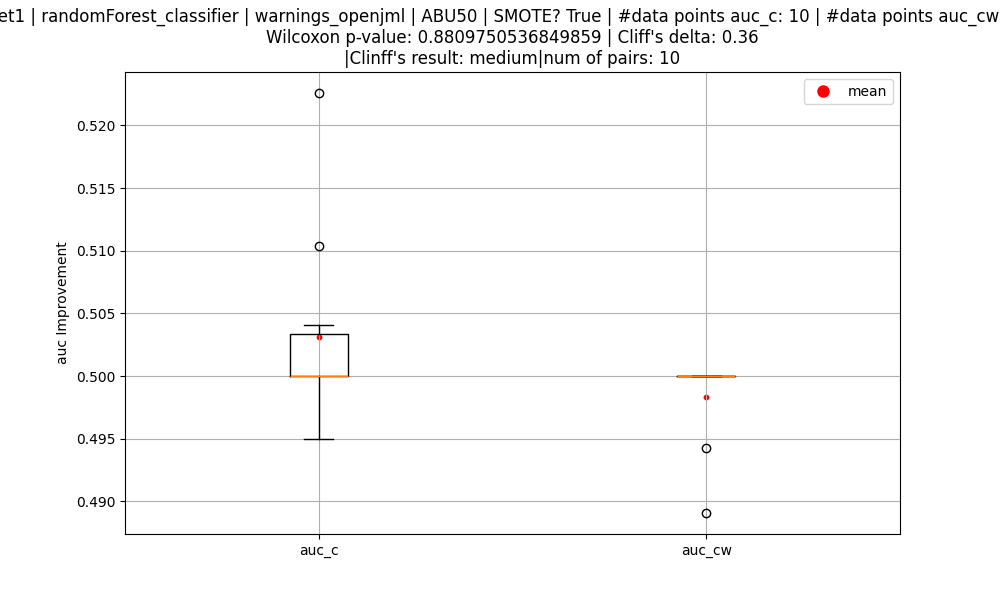 et1 | randomForest_classifier | warnings_openjml | ABU50 | SMOTE? True | #data points auc_c: 10 | #data points auc_cw
Wilcoxon p-value: 0.8809750536849859 | Cliff's delta: 0.36
|Clinff's result: medium|num of pairs: 10
mean
0.520
0.515
0.510
0.505
0.500
0.495
0.490
auc Improvement
auc_c
auc_cw